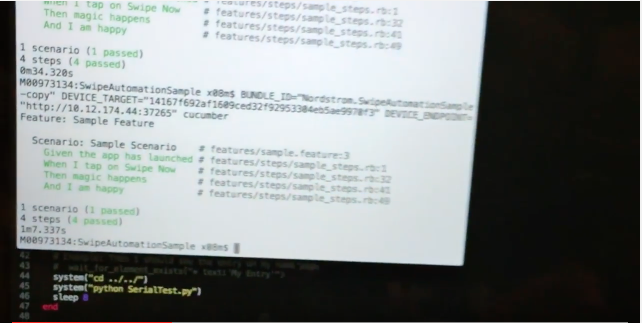 When I tap on Swipe Now # features/steps/sample_steps.rb:1
Then magic happens # features/steps/sample_steps.rb:32
And I am happy # features/steps/sample_steps.rb:41
# features/steps/sample_steps.rb:49
1 scenario (1 passed)
4 steps (4 passed)
0m34.320s
M00973134:SwipeAutomationSample x08m$ BUNDLE_ID="Nordstrom.SwipeAutomationSample
-copy" DEVICE_TARGET="14167f692af1609ced32f92953304eb5ae9970f3" DEVICE_ENDPOINT=
"http://10.12.174.44:37265" cucumber
Feature: Sample Feature
Scenario: Sample Scenario # features/sample.feature:3
Given the app has launched # features/steps/sample_steps.rb:1
When I tap on Swipe Now # features/steps/sample_steps.rb:32
Then magic happens # features/steps/sample_steps.rb:41
And I am happy # features/steps/sample_steps.rb:49
1 scenario (1 passed)
4 steps (4 passed)
1m7.337s
M00973134:SwipeAutomationSample x08m$
42
43 # wait_for_element_exists("* text:'My Entry'")
44 system("cd ../../")
45 system("python SerialTest.py")
46 sleep
47 end
48